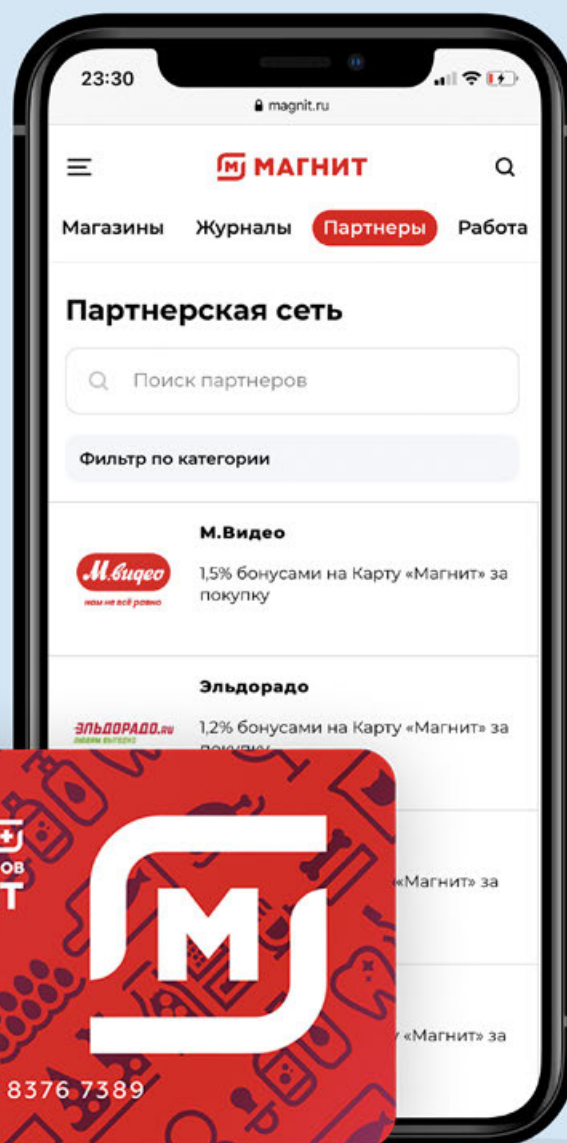 23:30
magnit.ru
М МАГНИТ
Магазины Журналы Партнеры Работа
Партнерская сеть
Поиск партнеров
Фильтр по категории
М.Видео
М.видео
1,5% бонусами на Карту «Магнит» за
покупку
нам не всё равно
Эльдорадо
ЭЛЬДОРАДО.RU
1,2% бонусами на Карту «Магнит» за
«Магнит» за
«Магнит» за
М
8376 7389